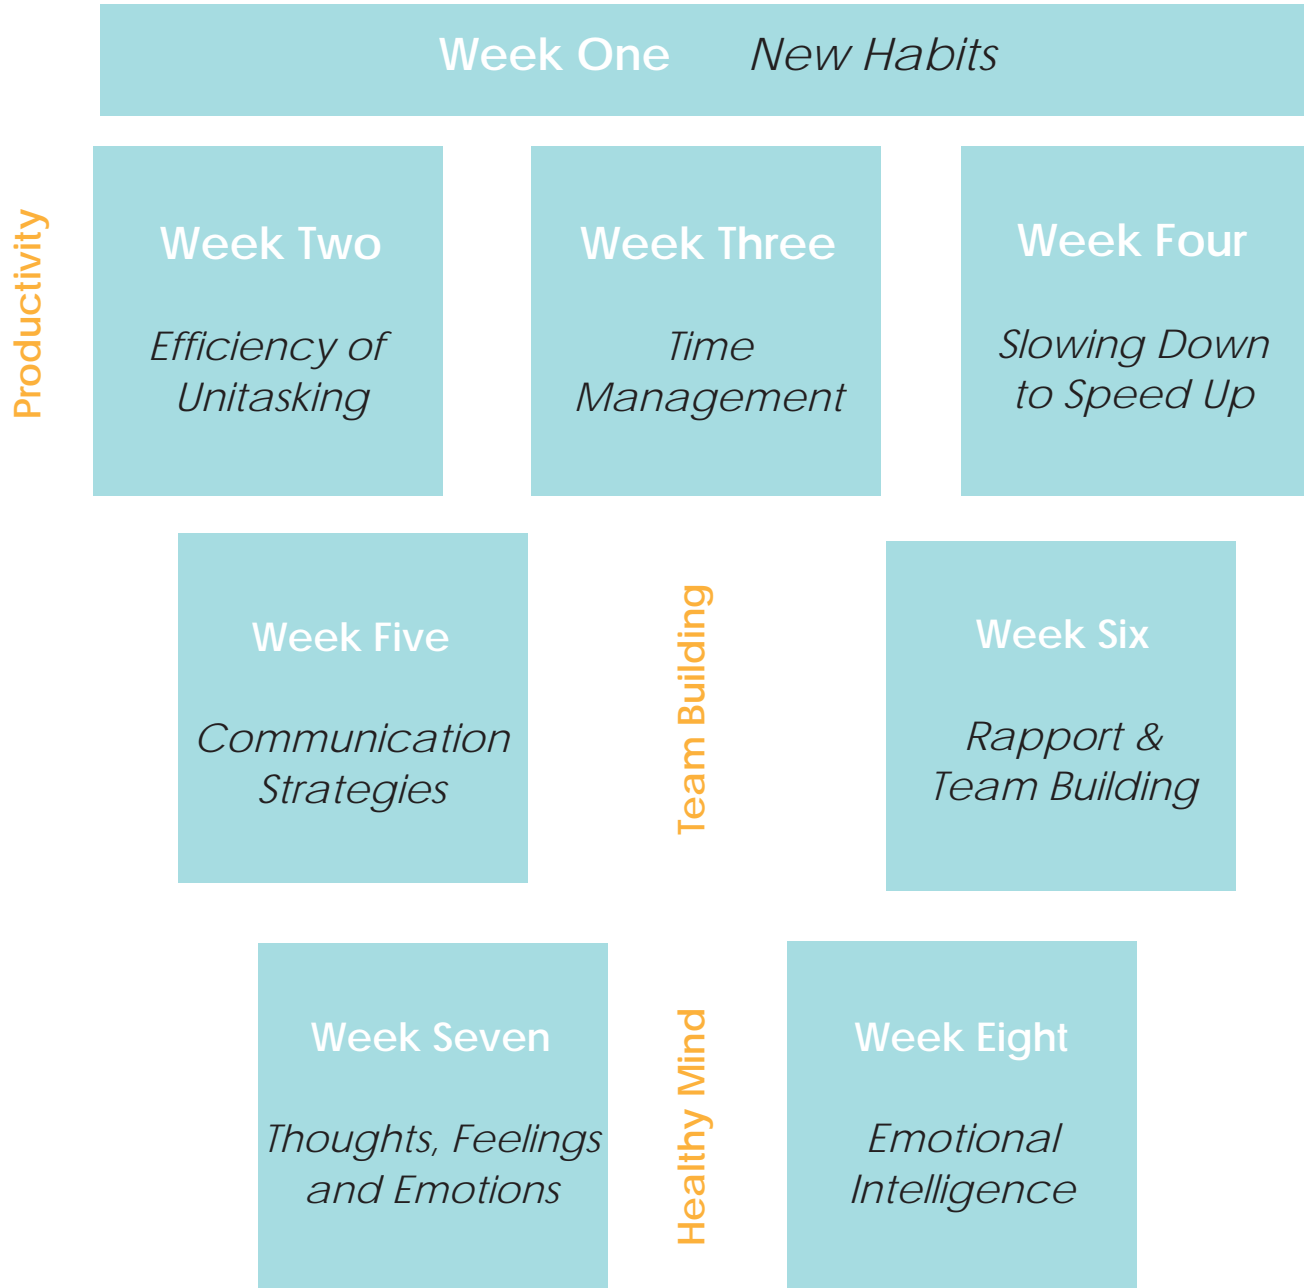 Week One New Habits
Productivity
Week Two
Efficiency of
Unitasking
Week Three
Time
Management
Week Four
Slowing Down
to Speed Up
Week Five
Communication
Strategies
Team Building
Week Six
Rapport &
Team Building
Week Seven
Thoughts, Feelings
and Emotions
Healthy Mind
Week Eight
Emotional
Intelligence